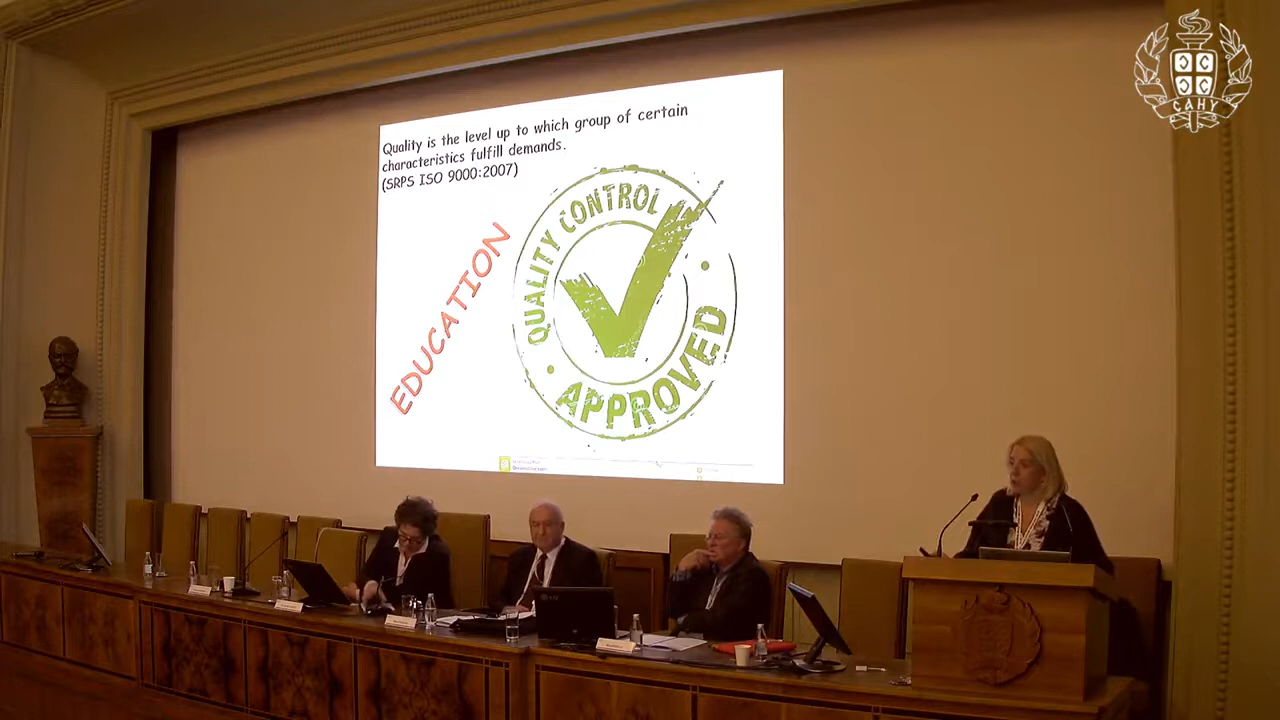 Quality is the level up to which group of certain
characteristics fulfill demands.
(SRPS ISO 9000:2007)
EDUCATION
QUALITY CONTROL
APPROVED
САНУ